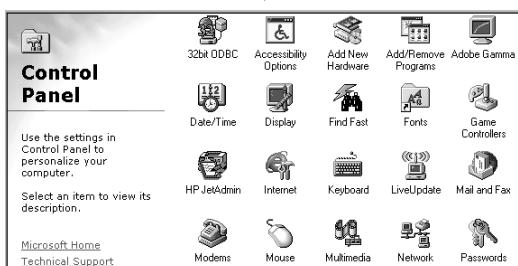 Control
Panel
Use the settings in
Control Panel to
personalize your
computer.
Select an item to view its
description.
Microsoft Home
Technical Support
32bit ODBC
Accessibility
Options
Add New
Hardware
Add/Remove
Programs
Adobe Gamma
Date/Time
Display
Find Fast
Fonts
Game
Controllers
HP JetAdmin
Internet
Keyboard
LiveUpdate
Mail and Fax
Modems
Mouse
Multimedia
Network
Passwords